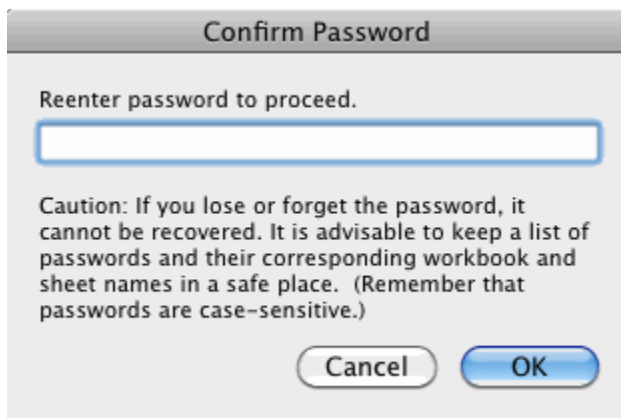 Confirm Password
Reenter password to proceed.
Caution: If you lose or forget the password, it
cannot be recovered. It is advisable to keep a list of
passwords and their corresponding workbook and
sheet names in a safe place.  (Remember that
passwords are case-sensitive.)
Cancel OK